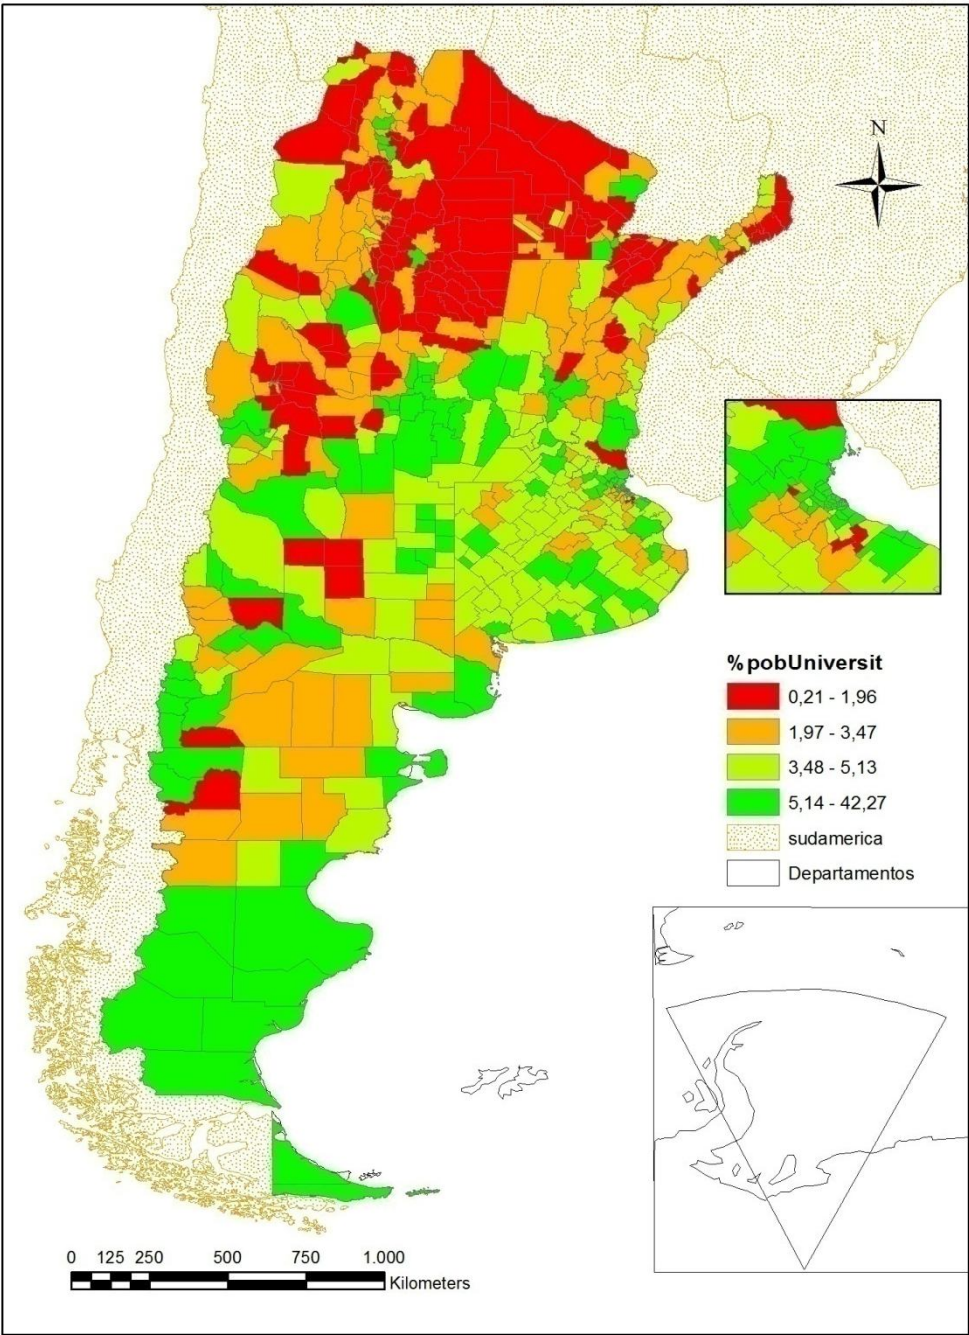 N
%pobUniversit
0,21 - 1,96
1,97 - 3,47
3,48 - 5,13
5,14 - 42,27
sudamerica
Departamentos
0 125 250 500 750 1.000
Kilometers